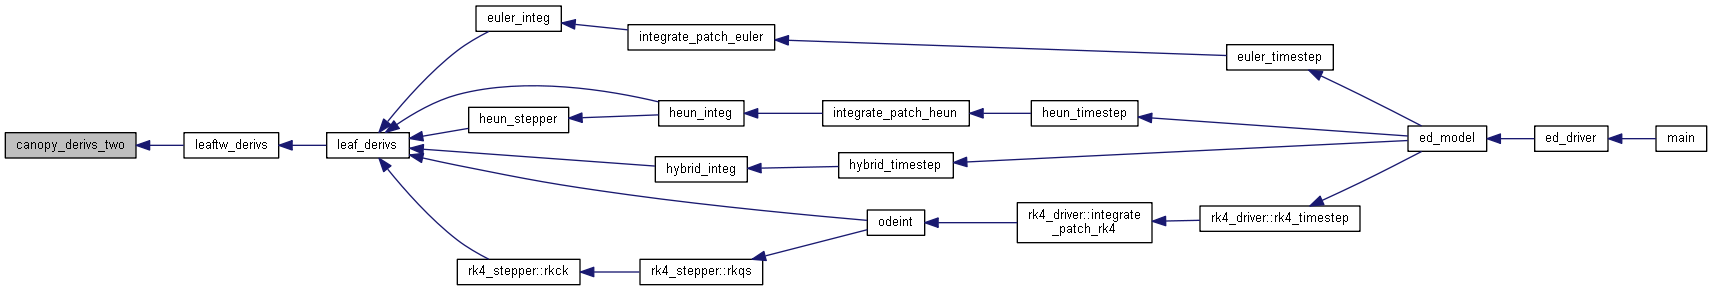 euler_integ
integrate_patch_euler
euler_timestep
heun_integ
integrate_patch_heun
heun_timestep
heun_stepper
canopy_derivs_two
leaftw_derivs
leaf_derivs
ed_model
ed_driver
main
hybrid_integ
hybrid_timestep
odeint
rk4_driver::integrate
_patch_rk4
rk4_driver::rk4_timestep
rk4_stepper::rkck
rk4_stepper::rkqs